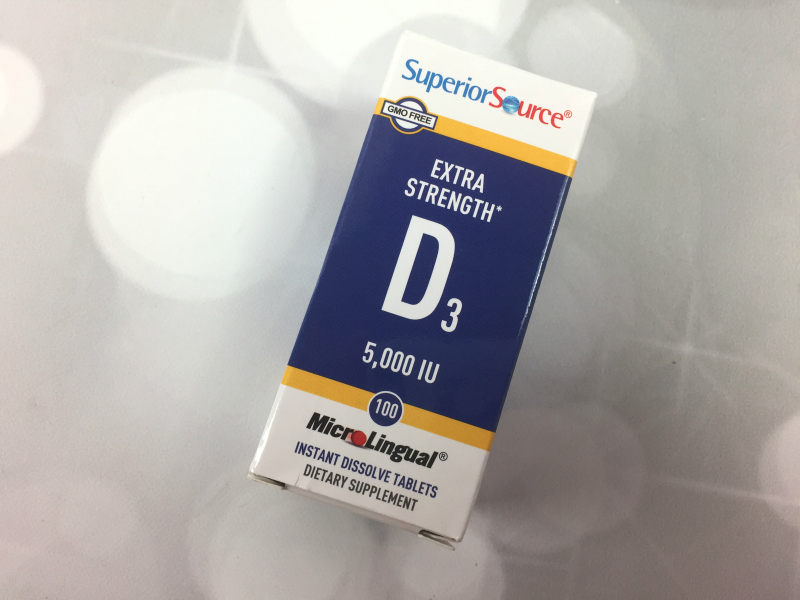 SuperiorSource®
GMO FREE
EXTRA
STRENGTH*
D3
5,000 IU
100
MicroLingual®
INSTANT DISSOLVE TABLETS
DIETARY SUPPLEMENT